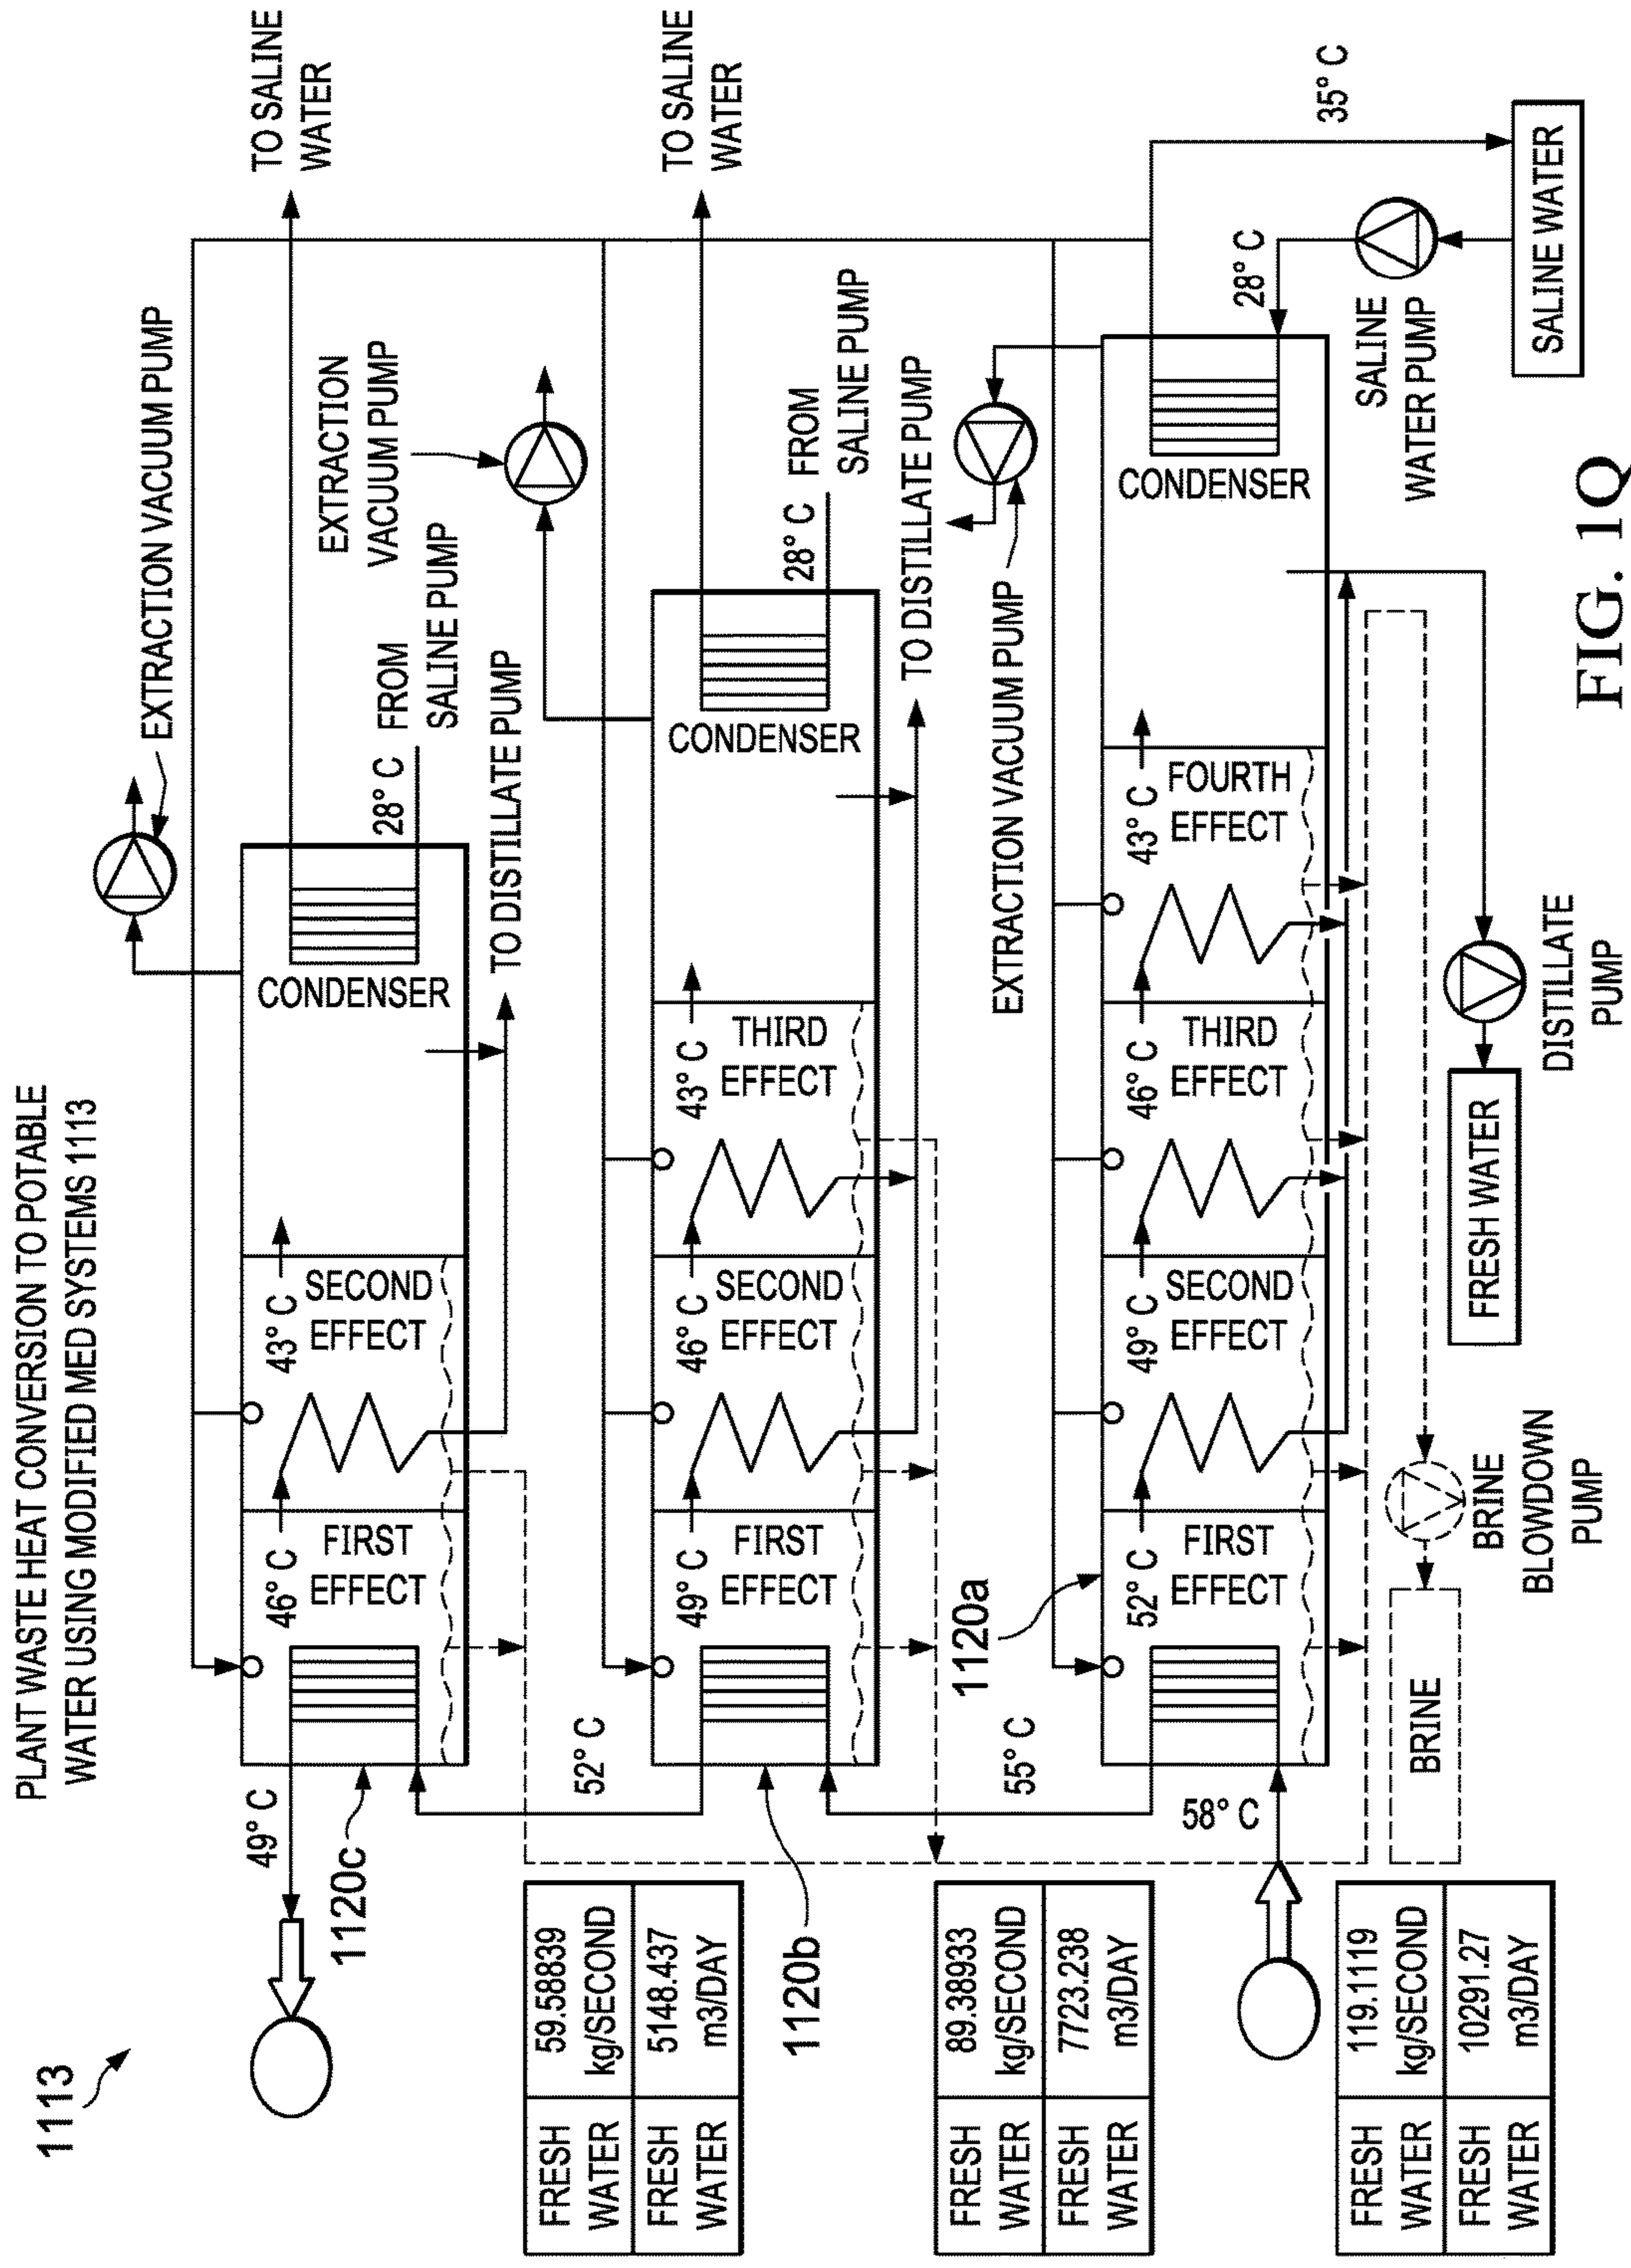 PLANT WASTE HEAT CONVERSION TO POTABLE
WATER USING MODIFIED MED SYSTEMS 1113
1113
EXTRACTION VACUUM PUMP
TO SALINE
WATER
49° C
1120c
46° C
FIRST
EFFECT
43° C
SECOND
EFFECT
CONDENSER
28° C
FROM
SALINE PUMP
TO DISTILLATE PUMP
FRESH
WATER
59.58839
kg/SECOND
FRESH
WATER
5148.437
m3/DAY
EXTRACTION
VACUUM PUMP
TO SALINE
WATER
52° C
1120b
49° C
FIRST
EFFECT
46° C
SECOND
EFFECT
43° C
THIRD
EFFECT
CONDENSER
28° C
FROM
SALINE PUMP
TO DISTILLATE PUMP
FRESH
WATER
89.38933
kg/SECOND
FRESH
WATER
7723.238
m3/DAY
EXTRACTION VACUUM PUMP
1120a
55° C
58° C
52° C
FIRST
EFFECT
49° C
SECOND
EFFECT
46° C
THIRD
EFFECT
43° C
FOURTH
EFFECT
CONDENSER
28° C
35° C
SALINE
WATER PUMP
SALINE WATER
FRESH
WATER
119.1119
kg/SECOND
FRESH
WATER
10291.27
m3/DAY
BRINE
BRINE
BLOWDOWN
PUMP
FRESH WATER
DISTILLATE
PUMP
FIG. 1Q